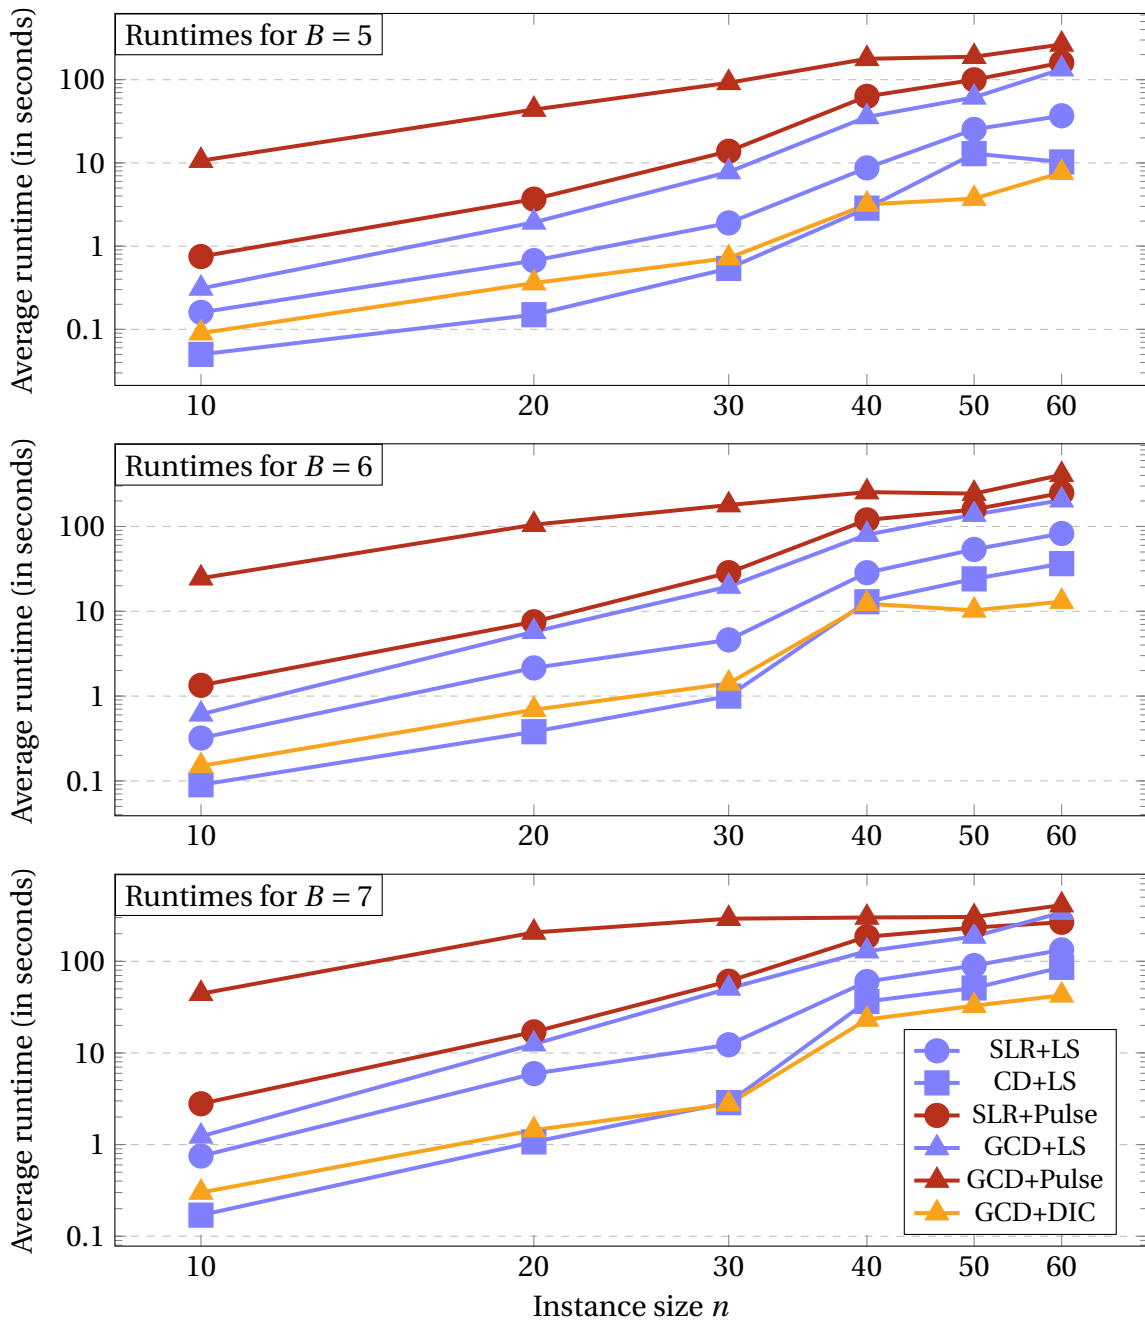 Average runtime (in seconds)
Runtimes for B = 5
100
10
1
0.1
10 20 30 40 50 60
Average runtime (in seconds)
Runtimes for B = 6
100
10
1
0.1
10 20 30 40 50 60
Average runtime (in seconds)
Runtimes for B = 7
100
10
1
0.1
SLR+LS
CD+LS
SLR+Pulse
GCD+LS
GCD+Pulse
GCD+DIC
10 20 30 40 50 60
Instance size n